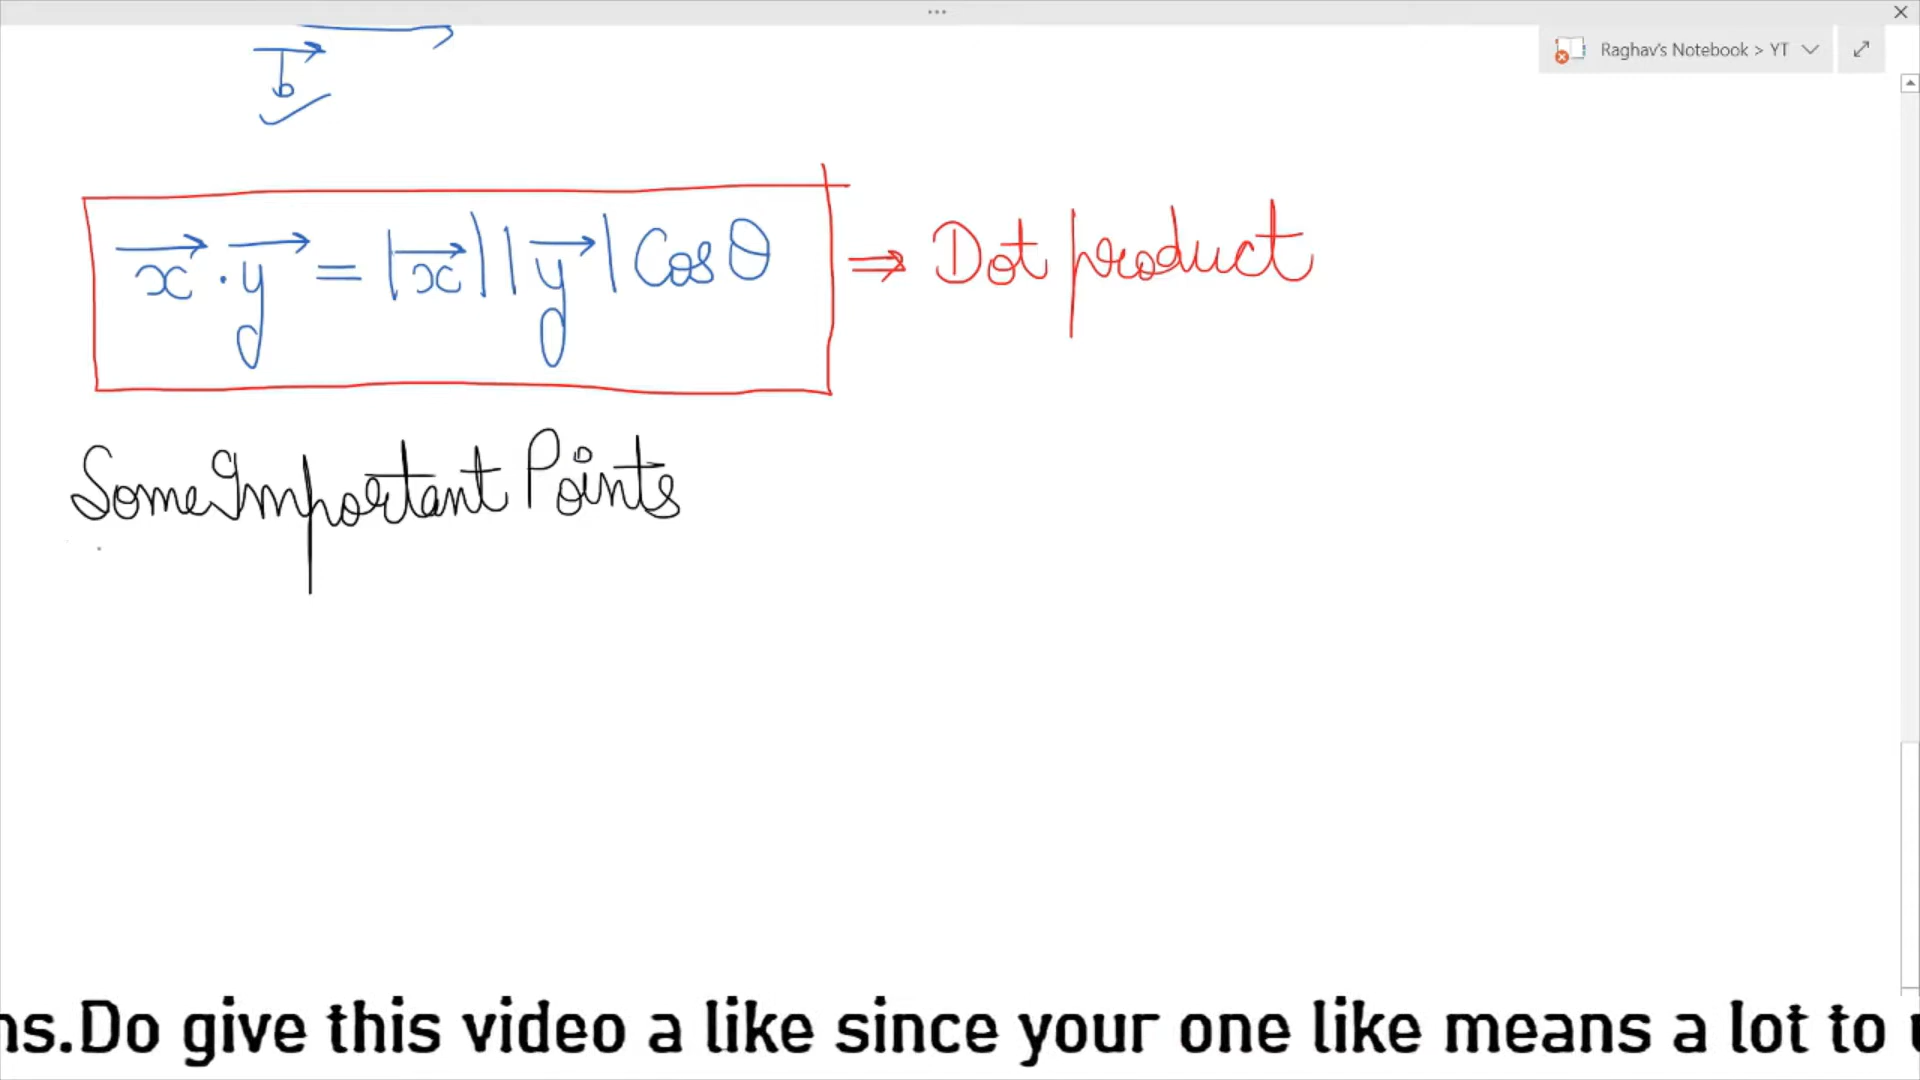 ...
Raghav's Notebook > YT
b
x . y = |x| |y| Cos θ ⇒ Dot product
Some Important Points
ns.Do give this video a like since your one like means a lot to